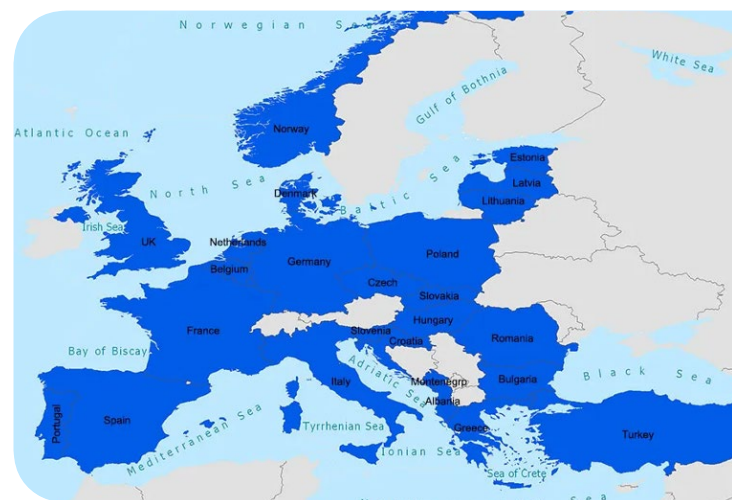 Norwegian Sea
White Sea
Gulf of Bothnia
Norway
Atlantic Ocean
Estonia
North Sea
Latvia
Denmark
Lithuania
Baltic Sea
Irish Sea
UK
Netherlands
Poland
Belgium
Germany
Czech
Slovakia
Hungary
France
Slovenia
Romania
Croatia
Bay of Biscay
Black Sea
Italy
Montenegro
Bulgaria
Adriatic Sea
Albania
Portugal
Spain
Mediterranean Sea
Tyrrhenian Sea
Greece
Turkey
Ionian Sea
Sea of Crete
Sea